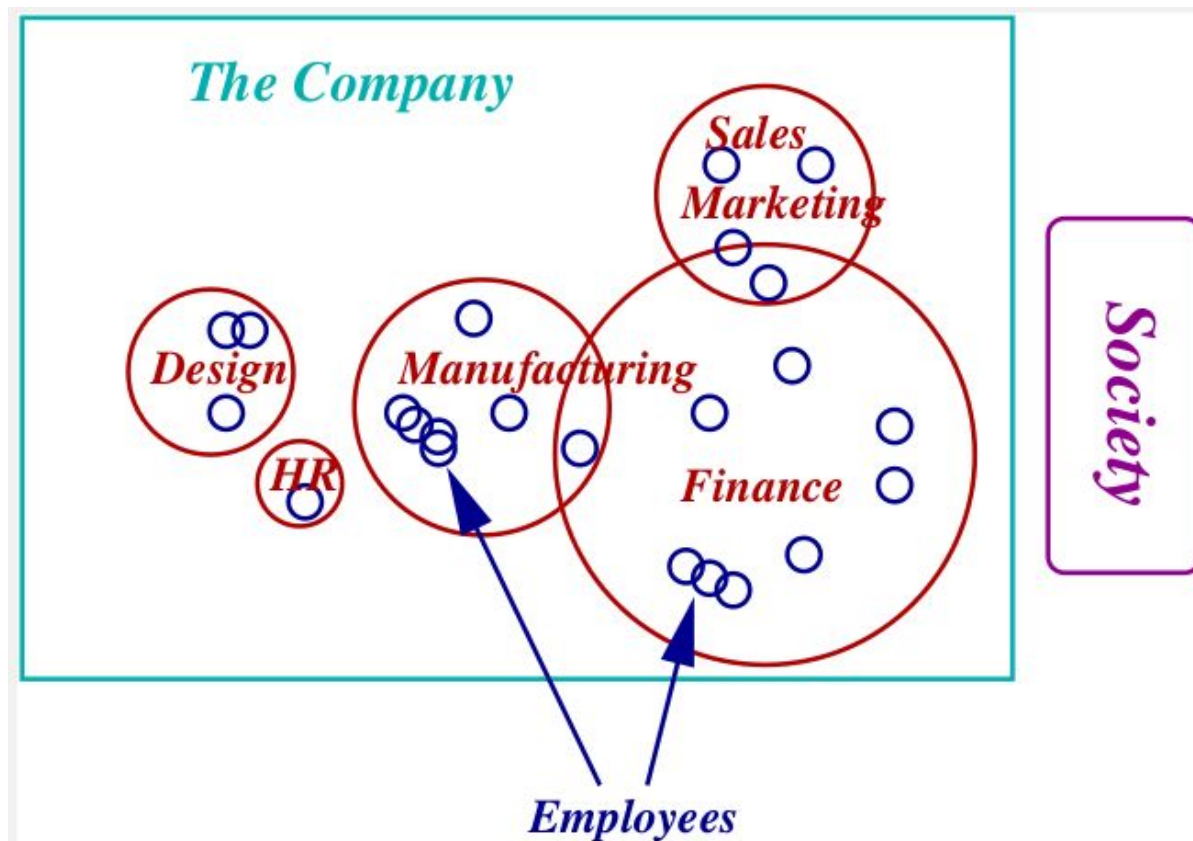 The Company
Sales
Marketing
Design
Manufacturing
HR
Finance
Society
Employees